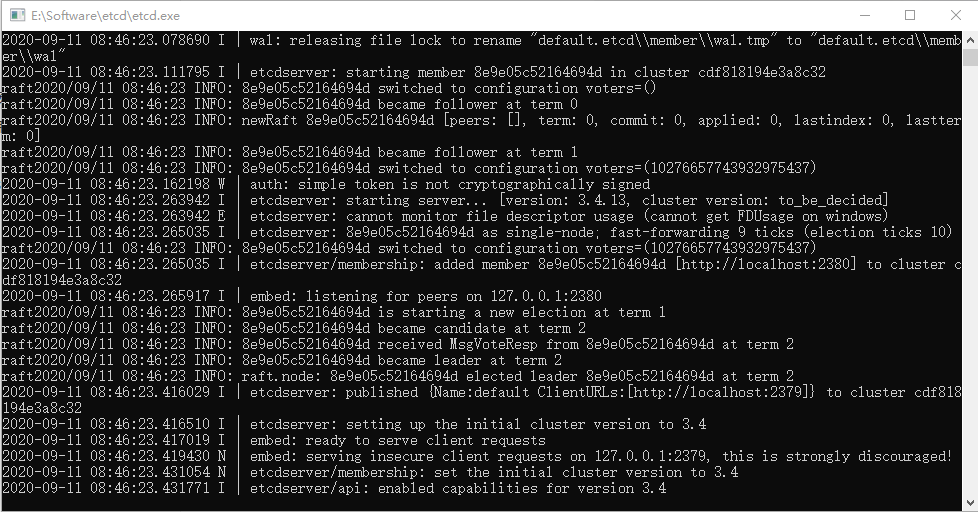 E:\Software\etcd\etcd.exe
2020-09-11 08:46:23.078690 I | wal: releasing file lock to rename "default.etcd\\member\\wal.tmp" to "default.etcd\\memb
er\\wal"
2020-09-11 08:46:23.111795 I | etcdserver: starting member 8e9e05c52164694d in cluster cdf818194e3a8c32
raft2020/09/11 08:46:23 INFO: 8e9e05c52164694d switched to configuration voters=()
raft2020/09/11 08:46:23 INFO: 8e9e05c52164694d became follower at term 0
raft2020/09/11 08:46:23 INFO: newRaft 8e9e05c52164694d [peers: [], term: 0, commit: 0, applied: 0, lastindex: 0, lastter
m: 0]
raft2020/09/11 08:46:23 INFO: 8e9e05c52164694d became follower at term 1
raft2020/09/11 08:46:23 INFO: 8e9e05c52164694d switched to configuration voters=(10276657743932975437)
2020-09-11 08:46:23.162198 W | auth: simple token is not cryptographically signed
2020-09-11 08:46:23.263942 I | etcdserver: starting server... [version: 3.4.13, cluster version: to_be_decided]
2020-09-11 08:46:23.263942 E | etcdserver: cannot monitor file descriptor usage (cannot get FDUsage on windows)
2020-09-11 08:46:23.265035 I | etcdserver: 8e9e05c52164694d as single-node; fast-forwarding 9 ticks (election ticks 10)
raft2020/09/11 08:46:23 INFO: 8e9e05c52164694d switched to configuration voters=(10276657743932975437)
2020-09-11 08:46:23.265035 I | etcdserver/membership: added member 8e9e05c52164694d [http://localhost:2380] to cluster c
df818194e3a8c32
2020-09-11 08:46:23.265917 I | embed: listening for peers on 127.0.0.1:2380
raft2020/09/11 08:46:23 INFO: 8e9e05c52164694d is starting a new election at term 1
raft2020/09/11 08:46:23 INFO: 8e9e05c52164694d became candidate at term 2
raft2020/09/11 08:46:23 INFO: 8e9e05c52164694d received MsgVoteResp from 8e9e05c52164694d at term 2
raft2020/09/11 08:46:23 INFO: 8e9e05c52164694d became leader at term 2
raft2020/09/11 08:46:23 INFO: raft.node: 8e9e05c52164694d elected leader 8e9e05c52164694d at term 2
2020-09-11 08:46:23.416029 I | etcdserver: published {Name:default ClientURLs:[http://localhost:2379]} to cluster cdf818
194e3a8c32
2020-09-11 08:46:23.416510 I | etcdserver: setting up the initial cluster version to 3.4
2020-09-11 08:46:23.417019 I | embed: ready to serve client requests
2020-09-11 08:46:23.419430 N | embed: serving insecure client requests on 127.0.0.1:2379, this is strongly discouraged!
2020-09-11 08:46:23.431054 N | etcdserver/membership: set the initial cluster version to 3.4
2020-09-11 08:46:23.431771 I | etcdserver/api: enabled capabilities for version 3.4